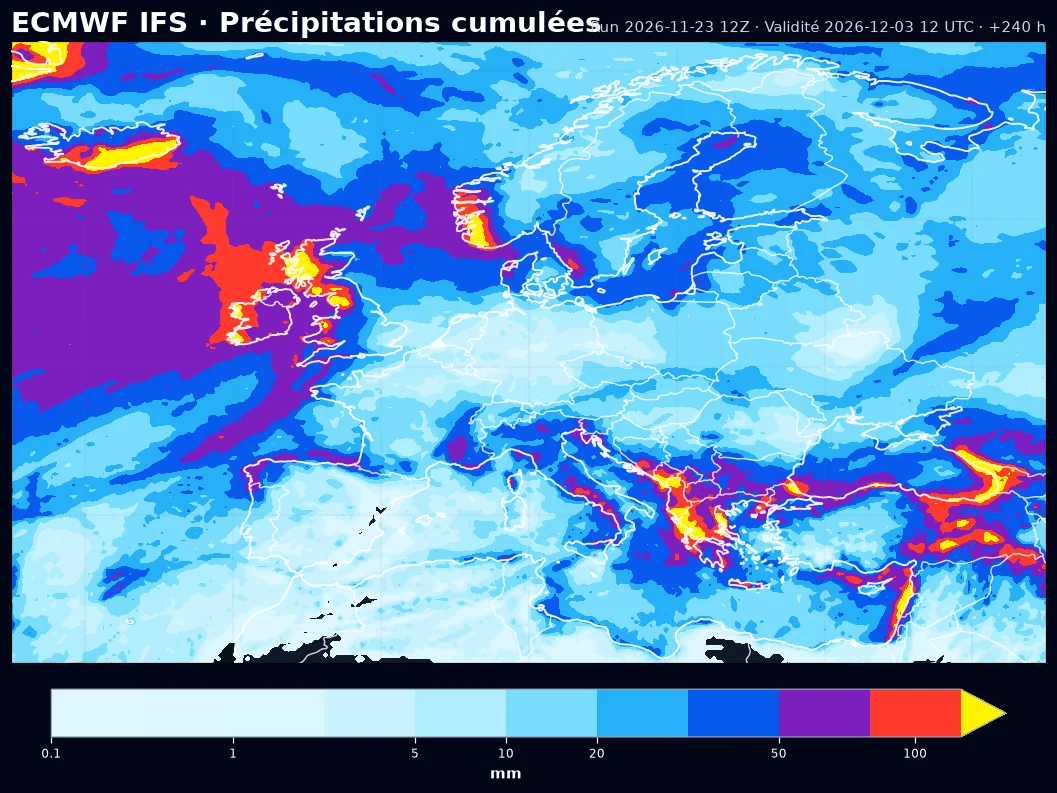 ECMWF IFS · Précipitations cumulées
Run 2026-11-23 12Z · Validité 2026-12-03 12 UTC · +240 h
0.1 1 5 10 20 50 100
mm